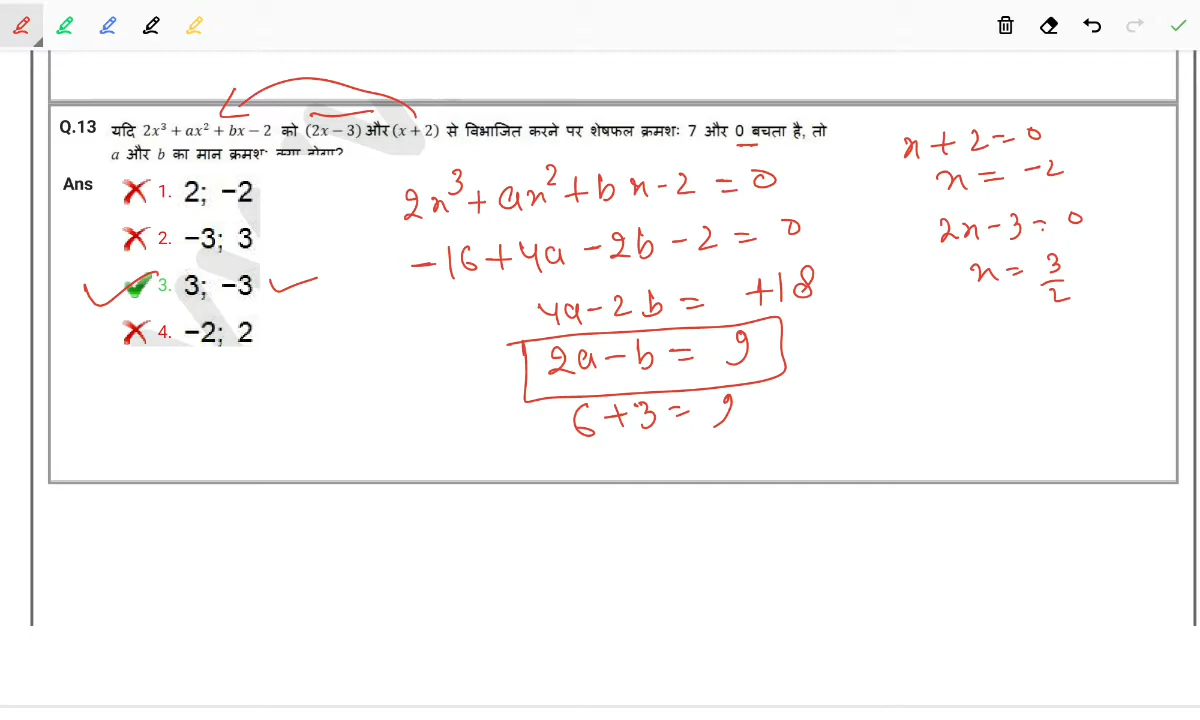 Q.13 यदि 2x³ + ax² + bx − 2 को (2x − 3) और (x + 2) से विभाजित करने पर शेषफल क्रमशः 7 और 0 बचता है, तो
a और b का मान क्रमशः क्या होगा?
Ans
1. 2; −2
2. −3; 3
3. 3; −3
4. −2; 2
2x³ + ax² + bx − 2 = 0
−16 + 4a − 2b − 2 = 0
4a − 2b = +18
2a − b = 9
6 + 3 = 9
x + 2 = 0
x = −2
2x − 3 = 0
x = 3/2